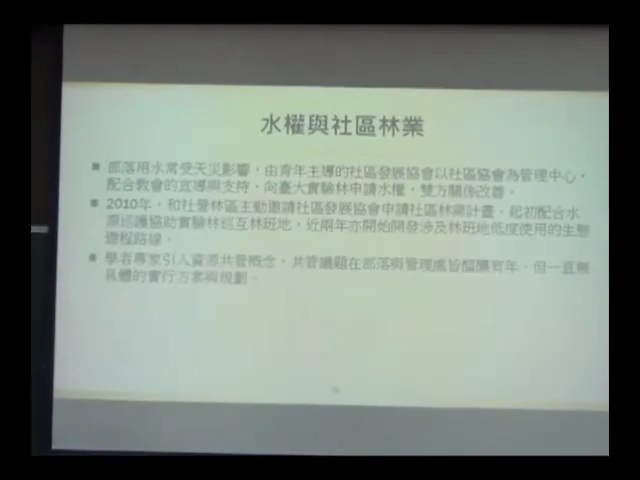 水權與社區林業
部落用水常受天災影響，由青年主導的社區發展協會以社區協會為管理中心，
配合教會的宣導與支持，向臺大實驗林申請水權，雙方關係改善。
2010年，和社營林區主動邀請社區發展協會申請社區林業計畫。起初配合水
源巡護協助實驗林巡互林班地，近兩年亦開始開發涉及林班地低度使用的生態
遊程路線。
學者專家引入資源共管概念，共管議題在部落與管理處皆醞釀有年，但一直無
具體的實行方案與規劃。